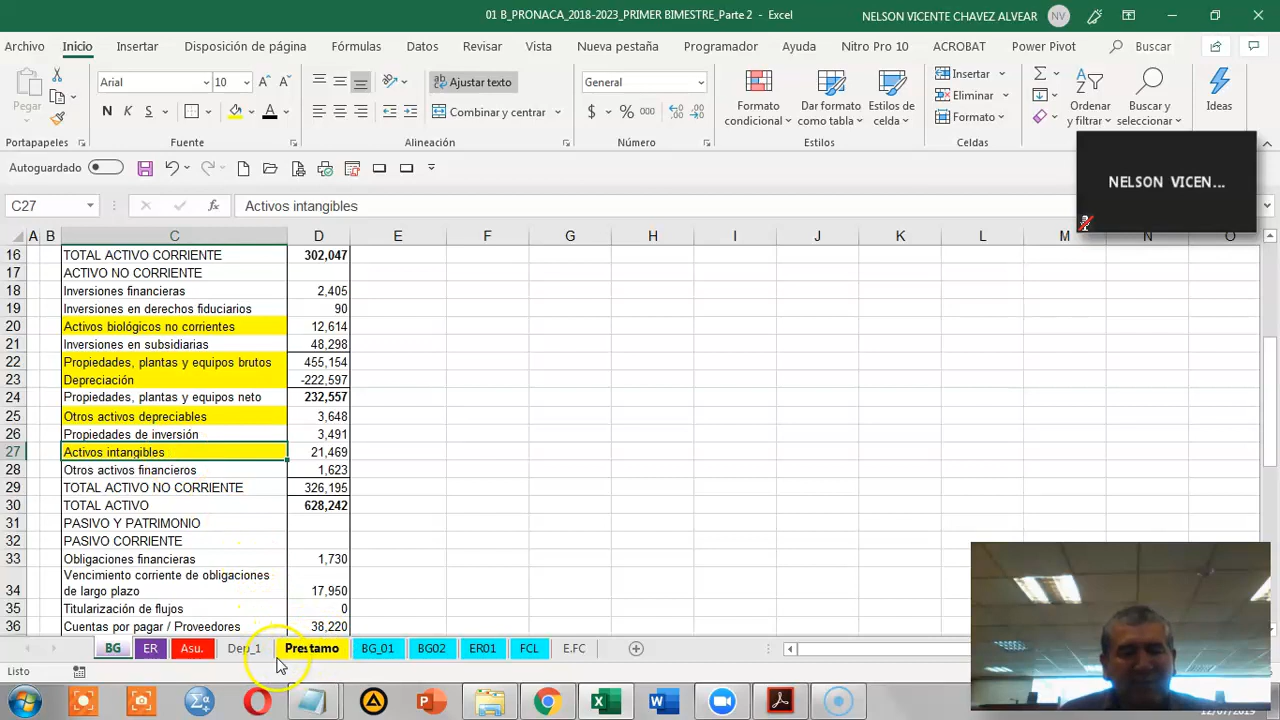 01 B_PRONACA_2018-2023_PRIMER BIMESTRE_Parte 2 - Excel
NELSON VICENTE CHAVEZ ALVEAR
NV
Archivo Inicio Insertar Disposición de página Fórmulas Datos Revisar Vista Nueva pestaña Programador Ayuda Nitro Pro 10 ACROBAT Power Pivot Buscar
Pegar
Arial 10
N K S
Ajustar texto
Combinar y centrar
General
$ % 000
Formato condicional
Dar formato como tabla
Estilos de celda
Insertar
Eliminar
Formato
Ordenar y filtrar
Buscar y seleccionar
Ideas
Portapapeles Fuente Alineación Número Estilos Celdas
Autoguardado
NELSON VICEN...
C27 fx Activos intangibles
A B C D E F G H I J K L M N O
16 TOTAL ACTIVO CORRIENTE 302,047
17 ACTIVO NO CORRIENTE
18 Inversiones financieras 2,405
19 Inversiones en derechos fiduciarios 90
20 Activos biológicos no corrientes 12,614
21 Inversiones en subsidiarias 48,298
22 Propiedades, plantas y equipos brutos 455,154
23 Depreciación -222,597
24 Propiedades, plantas y equipos neto 232,557
25 Otros activos depreciables 3,648
26 Propiedades de inversión 3,491
27 Activos intangibles 21,469
28 Otros activos financieros 1,623
29 TOTAL ACTIVO NO CORRIENTE 326,195
30 TOTAL ACTIVO 628,242
31 PASIVO Y PATRIMONIO
32 PASIVO CORRIENTE
33 Obligaciones financieras 1,730
Vencimiento corriente de obligaciones
34 de largo plazo 17,950
35 Titularización de flujos 0
36 Cuentas por pagar / Proveedores 38,220
BG ER Asu. Dep_1 Prestamo BG_01 BG02 ER01 FCL E.FC
Listo
12/07/2019